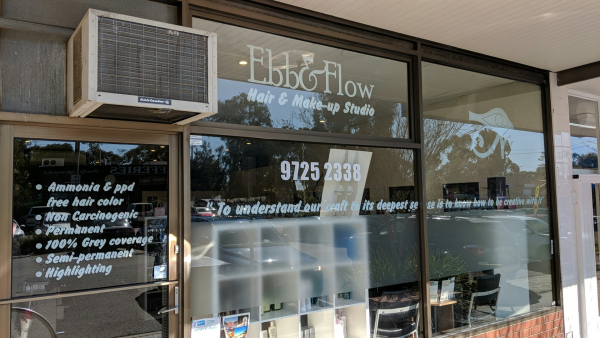 Ebb & Flow
Hair & Make-up Studio
9725 2338
To understand our craft & its deepest sense is to know how to be creative with it
• Ammonia & ppd
free hair color
• Non Carcinogenic
• Permanent
• 100% Grey coverage
• Semi-permanent
• Highlighting